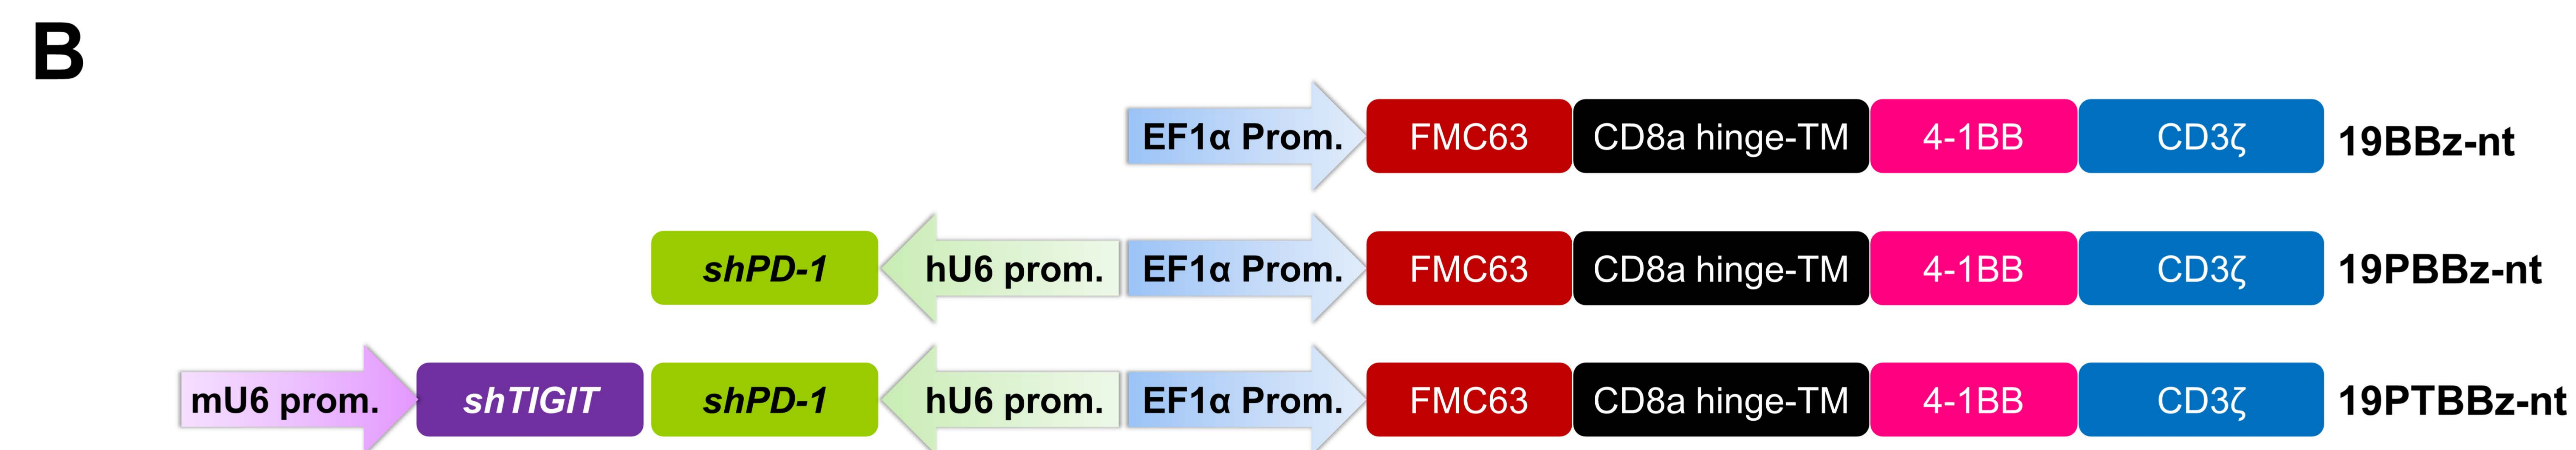 B
EF1α Prom. FMC63 CD8a hinge-TM 4-1BB CD3ζ 19BBz-nt
shPD-1 hU6 prom. EF1α Prom. FMC63 CD8a hinge-TM 4-1BB CD3ζ 19PBBz-nt
mU6 prom. shTIGIT shPD-1 hU6 prom. EF1α Prom. FMC63 CD8a hinge-TM 4-1BB CD3ζ 19PTBBz-nt